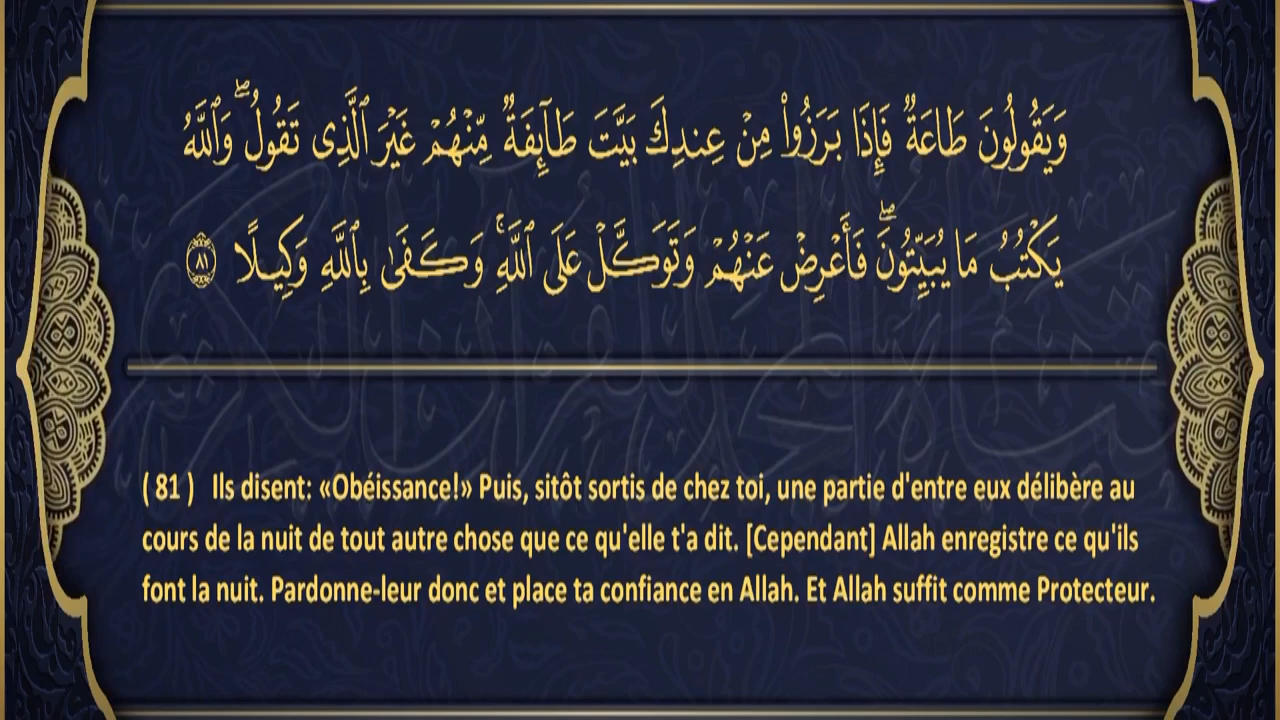 وَيَقُولُونَ طَاعَةٌ فَإِذَا بَرَزُوا۟ مِنْ عِندِكَ بَيَّتَ طَآئِفَةٌ مِّنْهُمْ غَيْرَ ٱلَّذِى تَقُولُ ۖ وَٱللَّهُ
يَكْتُبُ مَا يُبَيِّتُونَ ۖ فَأَعْرِضْ عَنْهُمْ وَتَوَكَّلْ عَلَى ٱللَّهِ ۚ وَكَفَىٰ بِٱللَّهِ وَكِيلًا ٨١
( 81 ) Ils disent: «Obéissance!» Puis, sitôt sortis de chez toi, une partie d'entre eux délibère au
cours de la nuit de tout autre chose que ce qu'elle t'a dit. [Cependant] Allah enregistre ce qu'ils
font la nuit. Pardonne-leur donc et place ta confiance en Allah. Et Allah suffit comme Protecteur.